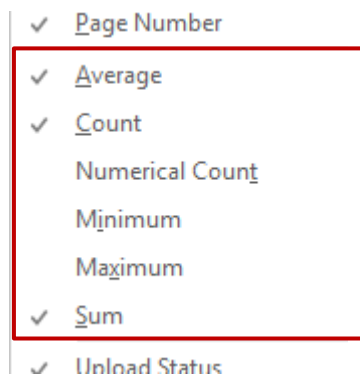 Page Number
Average
Count
Numerical Count
Minimum
Maximum
Sum
Upload Status